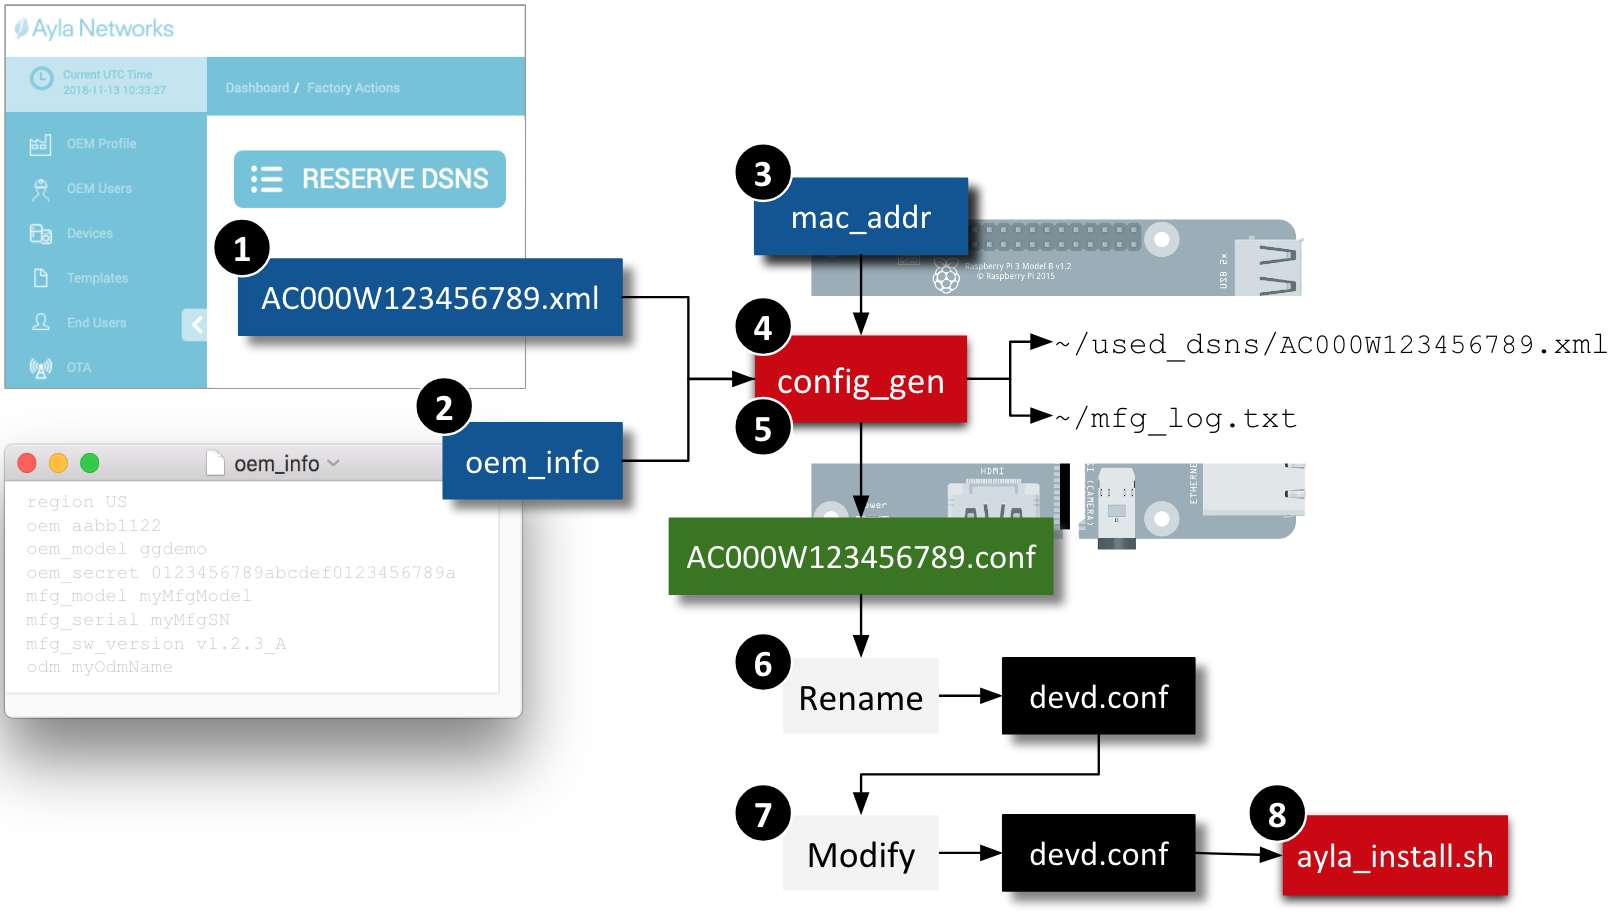 Ayla Networks
Current UTC Time
2018-11-13 10:33:27
Dashboard / Factory Actions
OEM Profile
OEM Users
Devices
Templates
End Users
OTA
RESERVE DSNS
1
AC000W123456789.xml
2
oem_info
oem_info
region US
oem aabb1122
oem_model ggdemo
oem_secret 0123456789abcdef0123456789a
mfg_model myMfgModel
mfg_serial myMfgSN
mfg_sw_version v1.2.3_A
odm myOdmName
3
mac_addr
Raspberry Pi 3 Model B v1.2
© Raspberry Pi 2015
USB 2x
4
config_gen
5
~/used_dsns/AC000W123456789.xml
~/mfg_log.txt
HDMI
(CAMERA)
ETHERNE
AC000W123456789.conf
6
Rename
devd.conf
7
Modify
devd.conf
8
ayla_install.sh